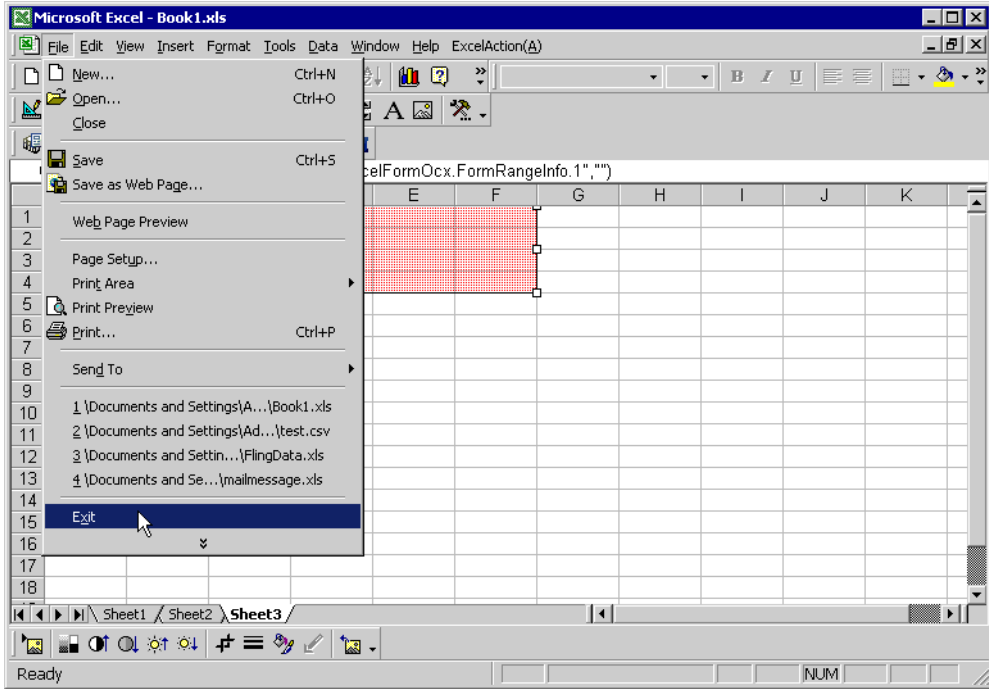 Microsoft Excel - Book1.xls
File Edit View Insert Format Tools Data Window Help ExcelAction(A)
New... Ctrl+N
B I U
Open... Ctrl+O
A
Close
Save Ctrl+S
celFormOcx.FormRangeInfo.1","")
Save as Web Page...
E F G H I J K
Web Page Preview
Page Setup...
Print Area
Print Preview
Print... Ctrl+P
Send To
1 \Documents and Settings\A...\Book1.xls
2 \Documents and Settings\Ad...\test.csv
3 \Documents and Settin...\FlingData.xls
4 \Documents and Se...\mailmessage.xls
Exit
1
2
3
4
5
6
7
8
9
10
11
12
13
14
15
16
17
18
Sheet1 Sheet2 Sheet3
Ready NUM